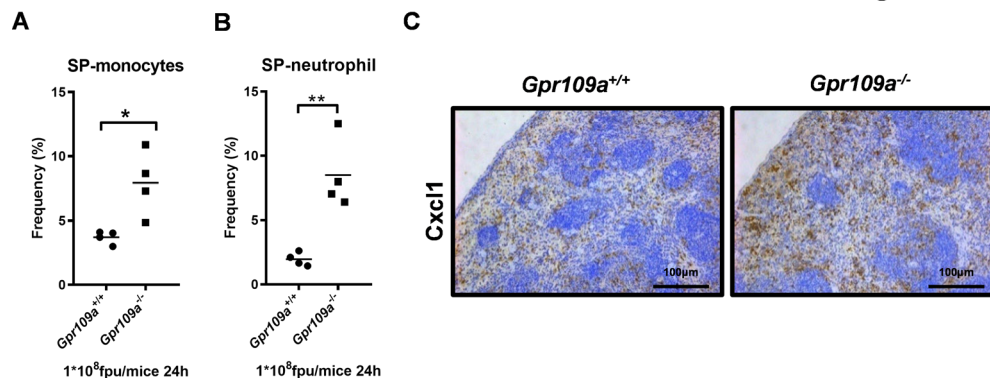 A
B
C
SP-monocytes
SP-neutrophil
Gpr109a+/+
Gpr109a-/-
*
**
15
10
5
0
Frequency (%)
15
10
5
0
Frequency (%)
Cxcl1
100μm
100μm
Gpr109a+/+
Gpr109a-/-
Gpr109a+/+
Gpr109a-/-
1*10⁸fpu/mice 24h
1*10⁸fpu/mice 24h